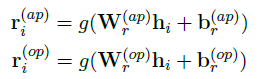 r_i^{(ap)} = g(W_r^{(ap)} h_i + b_r^{(ap)})
r_i^{(op)} = g(W_r^{(op)} h_i + b_r^{(op)})